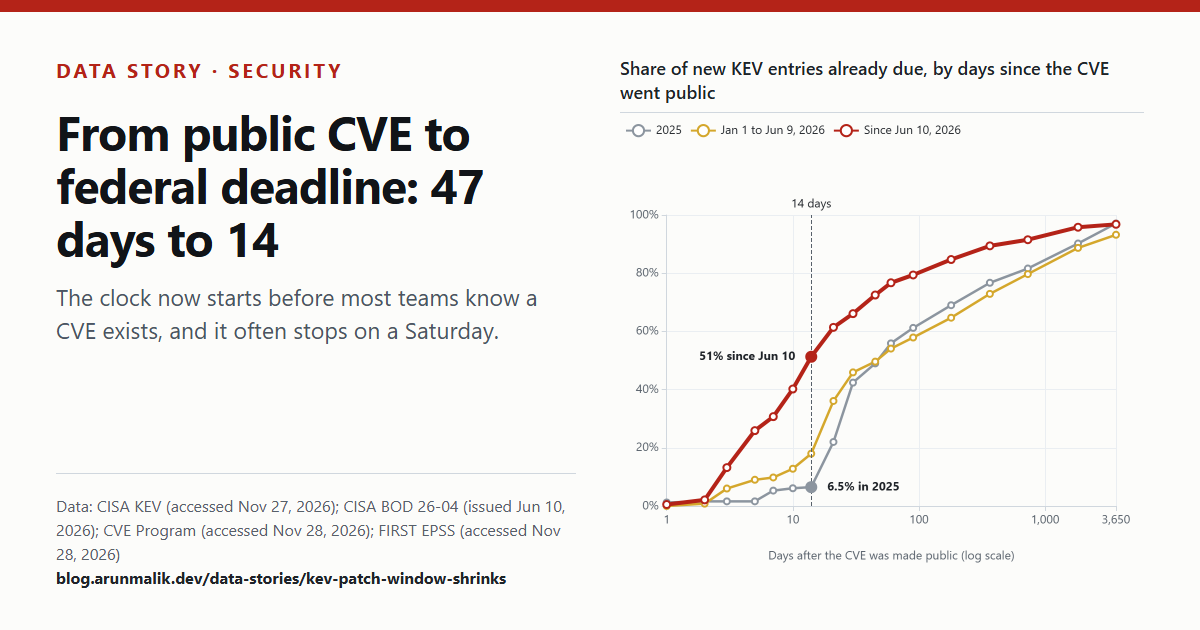 DATA STORY · SECURITY
From public CVE to
federal deadline: 47
days to 14
The clock now starts before most teams know a
CVE exists, and it often stops on a Saturday.
Data: CISA KEV (accessed Nov 27, 2026); CISA BOD 26-04 (issued Jun 10,
2026); CVE Program (accessed Nov 28, 2026); FIRST EPSS (accessed Nov
28, 2026)
blog.arunmalik.dev/data-stories/kev-patch-window-shrinks
Share of new KEV entries already due, by days since the CVE
went public
2025 Jan 1 to Jun 9, 2026 Since Jun 10, 2026
14 days
100%
80%
60%
51% since Jun 10
40%
20%
6.5% in 2025
0%
1 10 100 1,000 3,650
Days after the CVE was made public (log scale)